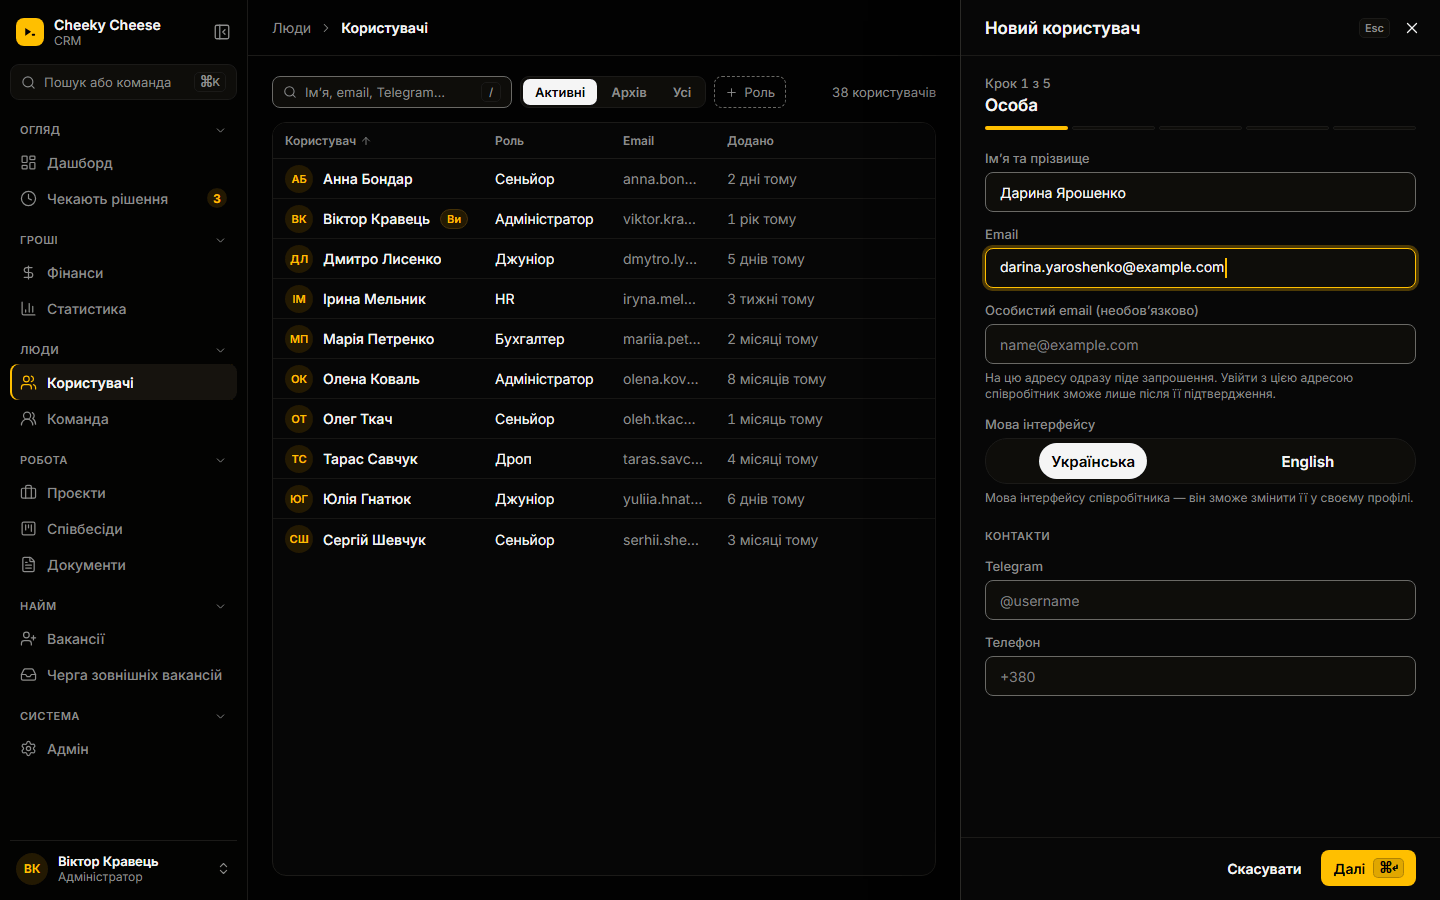 Cheeky Cheese
CRM
Пошук або команда ⌘K
ОГЛЯД
Дашборд
Чекають рішення 3
ГРОШІ
Фінанси
Статистика
ЛЮДИ
Користувачі
Команда
РОБОТА
Проєкти
Співбесіди
Документи
НАЙМ
Вакансії
Черга зовнішніх вакансій
СИСТЕМА
Адмін
ВК Віктор Кравець
Адміністратор
Люди > Користувачі
Ім’я, email, Telegram... / Активні Архів Усі + Роль 38 користувачів
Користувач ↑ Роль Email Додано
АБ Анна Бондар Сеньйор anna.bon... 2 дні тому
ВК Віктор Кравець Ви Адміністратор viktor.kra... 1 рік тому
ДЛ Дмитро Лисенко Джуніор dmytro.ly... 5 днів тому
ІМ Ірина Мельник HR iryna.mel... 3 тижні тому
МП Марія Петренко Бухгалтер mariia.pet... 2 місяці тому
ОК Олена Коваль Адміністратор olena.kov... 8 місяців тому
ОТ Олег Ткач Сеньйор oleh.tkac... 1 місяць тому
ТС Тарас Савчук Дроп taras.savc... 4 місяці тому
ЮГ Юлія Гнатюк Джуніор yuliia.hnat... 6 днів тому
СШ Сергій Шевчук Сеньйор serhii.she... 3 місяці тому
Новий користувач Esc
Крок 1 з 5
Особа
Ім’я та прізвище
Дарина Ярошенко
Email
darina.yaroshenko@example.com
Особистий email (необов’язково)
name@example.com
На цю адресу одразу піде запрошення. Увійти з цією адресою
співробітник зможе лише після її підтвердження.
Мова інтерфейсу
Українська English
Мова інтерфейсу співробітника — він зможе змінити її у своєму профілі.
КОНТАКТИ
Telegram
@username
Телефон
+380
Скасувати Далі ⌘↵